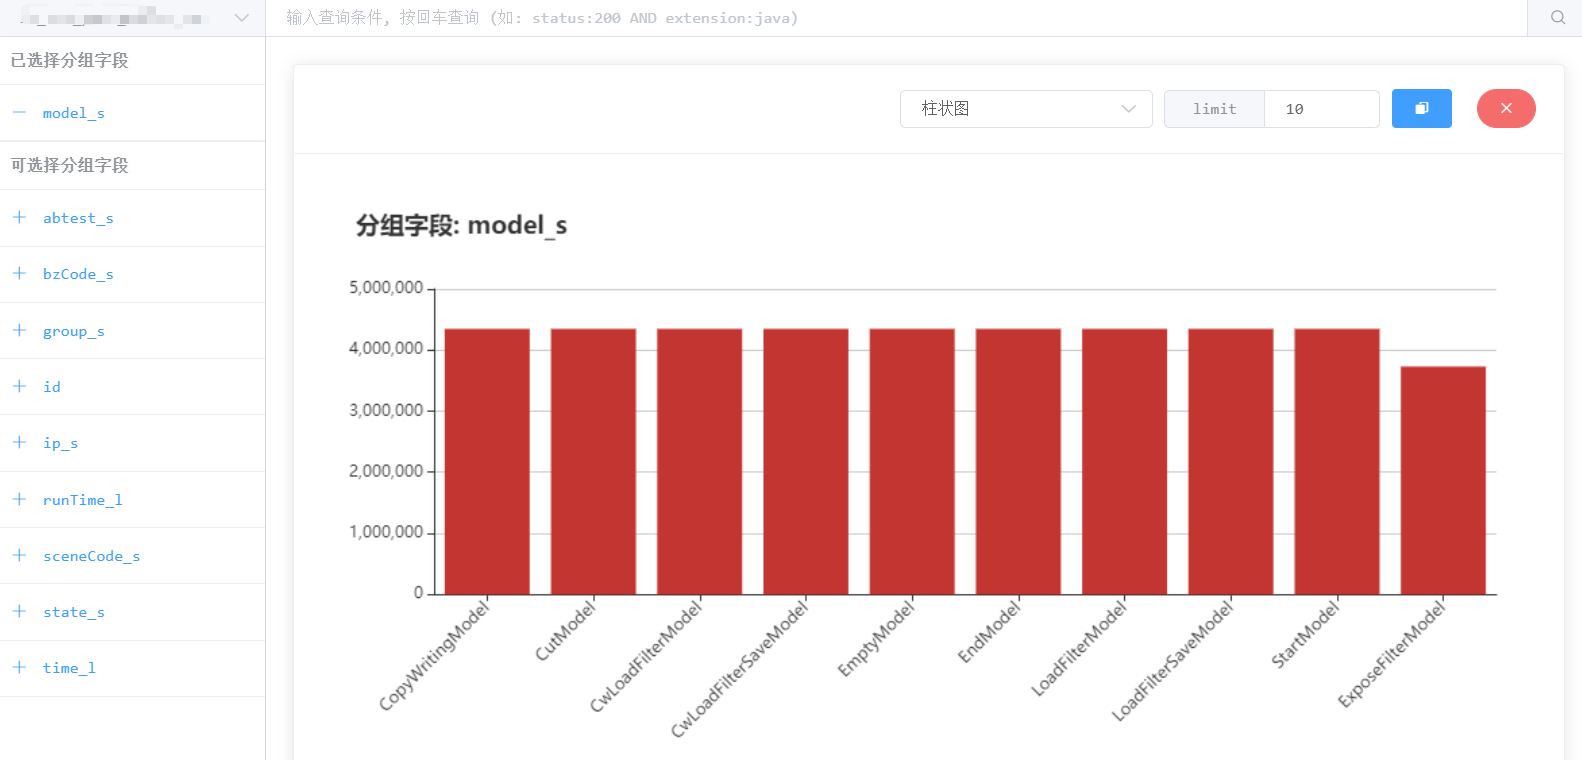 输入查询条件, 按回车查询 (如: status:200 AND extension:java)
已选择分组字段
model_s
可选择分组字段
abtest_s
bzCode_s
group_s
id
ip_s
runTime_l
sceneCode_s
state_s
time_l
柱状图
limit
10
分组字段: model_s
5,000,000
4,000,000
3,000,000
2,000,000
1,000,000
0
CopyWritingModel
CutModel
CwLoadFilterModel
CwLoadFilterSaveModel
EmptyModel
EndModel
LoadFilterModel
LoadFilterSaveModel
StartModel
ExposeFilterModel